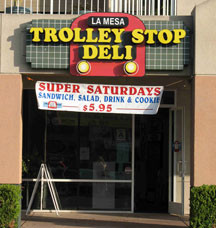 LA MESA
TROLLEY STOP
DELI
SUPER SATURDAYS
SANDWICH, SALAD, DRINK & COOKIE
$5.95